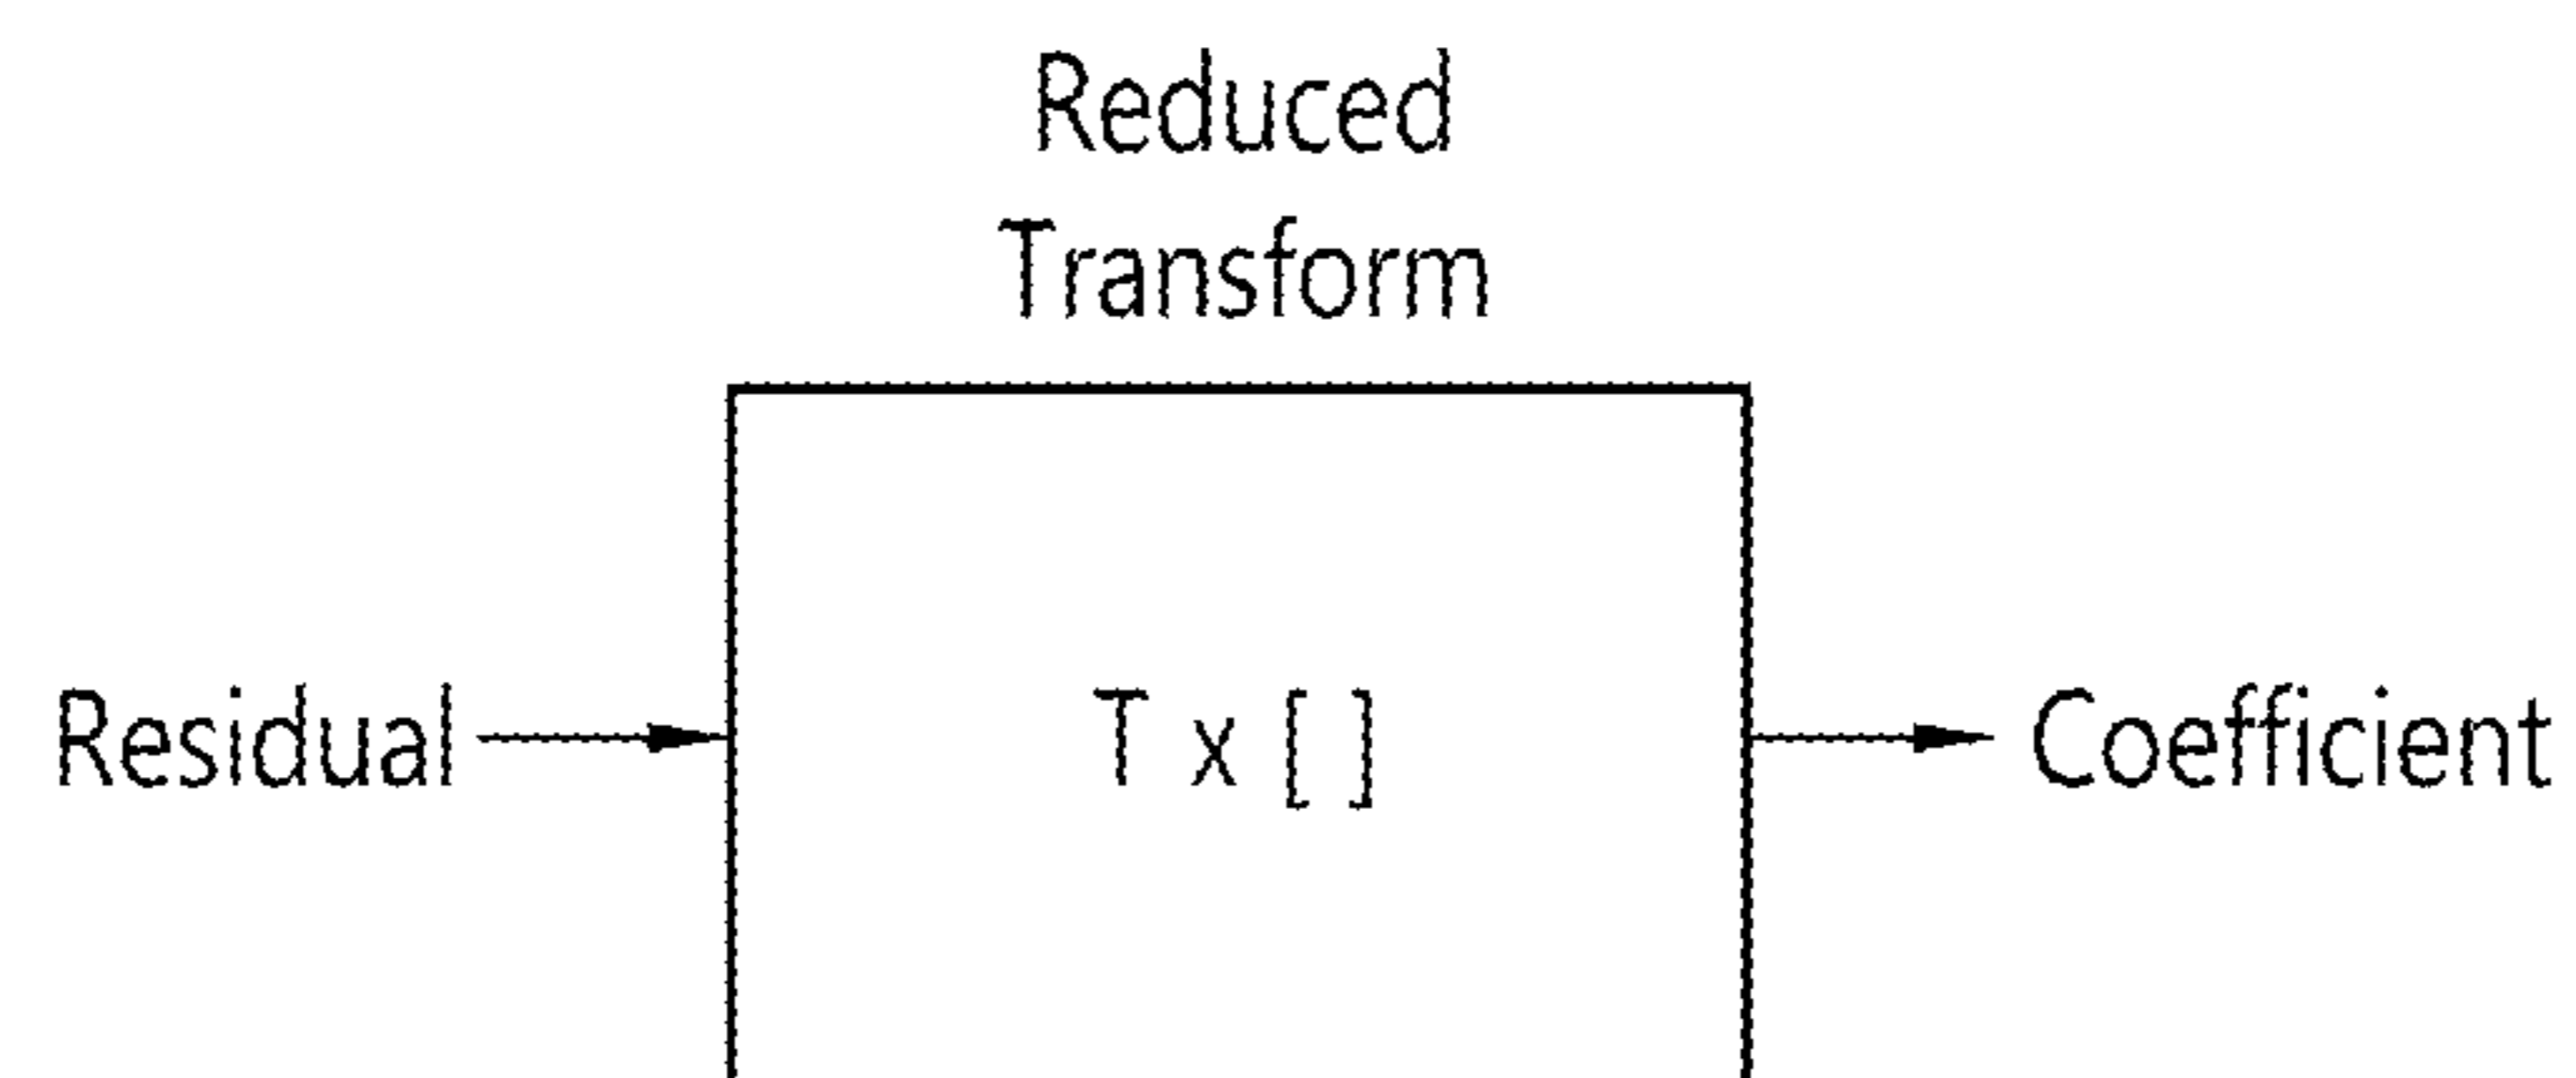 Reduced
Transform
Residual
T x [ ]
Coefficient